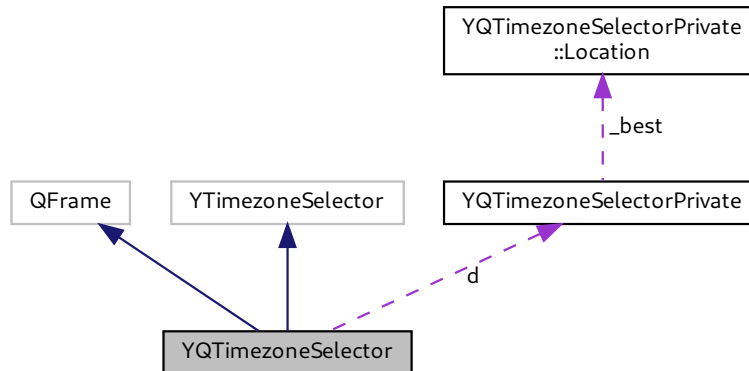 YQTimezoneSelectorPrivate
::Location
_best
QFrame
YTimezoneSelector
YQTimezoneSelectorPrivate
d
YQTimezoneSelector